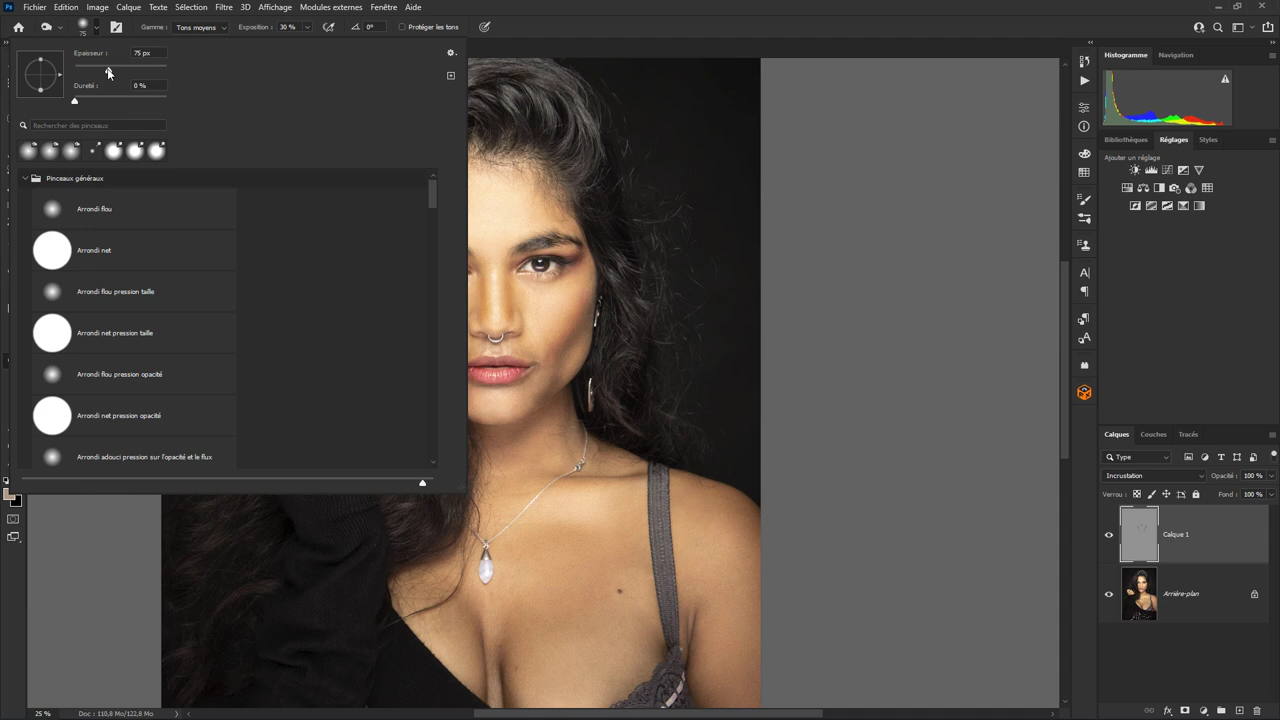 Ps Fichier Edition Image Calque Texte Sélection Filtre 3D Affichage Modules externes Fenêtre Aide
75 Gamme : Tons moyens Exposition : 30 % 0° Protéger les tons
Epaisseur : 75 px
Dureté : 0 %
Rechercher des pinceaux
Pinceaux généraux
Arrondi flou
Arrondi net
Arrondi flou pression taille
Arrondi net pression taille
Arrondi flou pression opacité
Arrondi net pression opacité
Arrondi adouci pression sur l'opacité et le flux
Histogramme Navigation
Bibliothèques Réglages Styles
Ajouter un réglage
Calques Couches Tracés
Type
Incrustation Opacité : 100 %
Verrou : Fond : 100 %
Calque 1
Arrière-plan
25 % Doc : 110,8 Mo/122,8 Mo